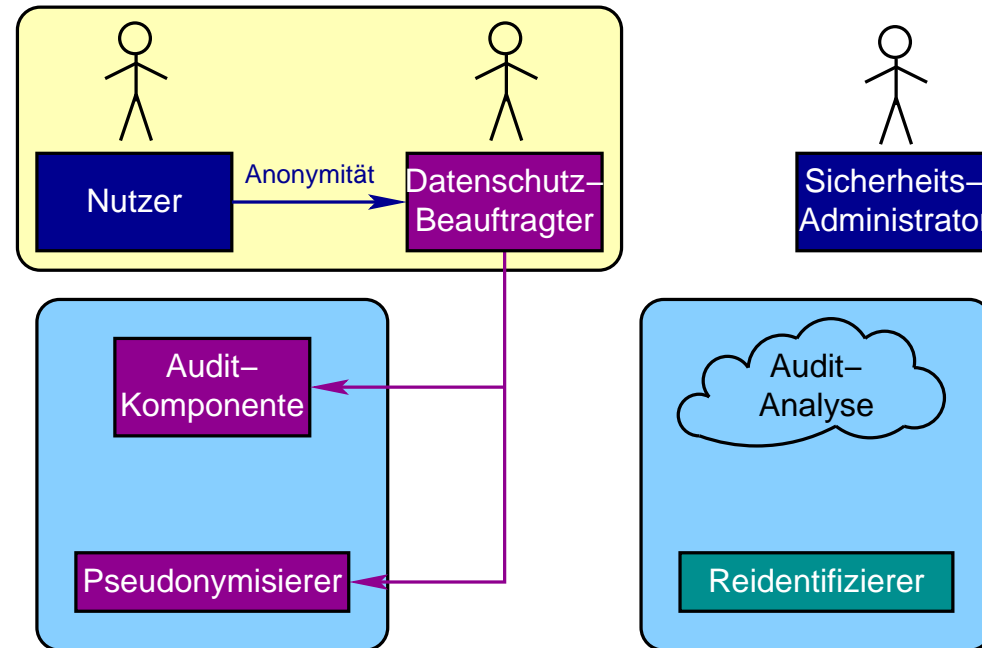 Nutzer
Anonymität
Datenschutz–
Beauftragter
Sicherheits–
Administrator
Audit–
Komponente
Audit–
Analyse
Pseudonymisierer
Reidentifizierer